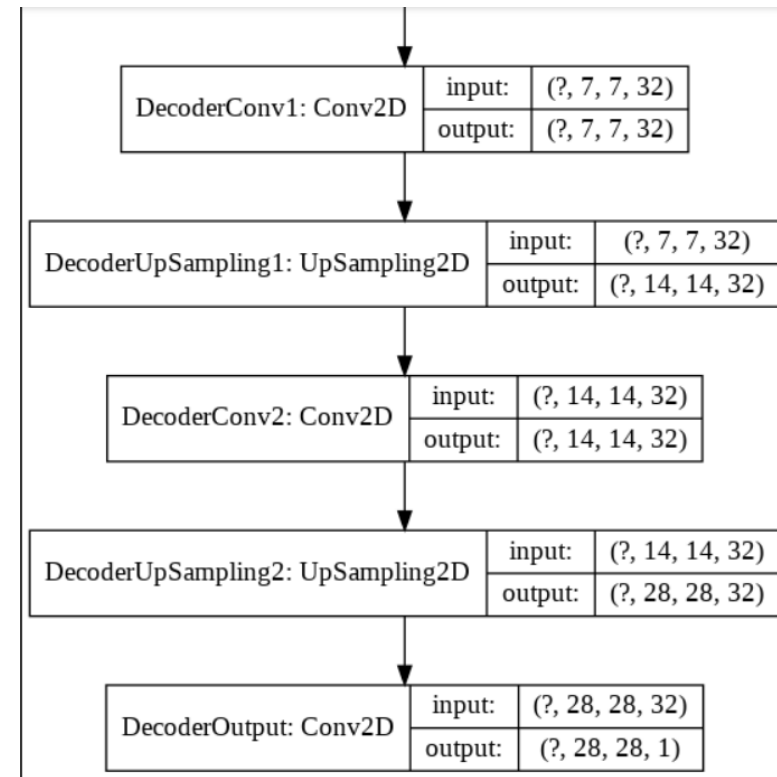 DecoderConv1: Conv2D
input: (?, 7, 7, 32)
output: (?, 7, 7, 32)
DecoderUpSampling1: UpSampling2D
input: (?, 7, 7, 32)
output: (?, 14, 14, 32)
DecoderConv2: Conv2D
input: (?, 14, 14, 32)
output: (?, 14, 14, 32)
DecoderUpSampling2: UpSampling2D
input: (?, 14, 14, 32)
output: (?, 28, 28, 32)
DecoderOutput: Conv2D
input: (?, 28, 28, 32)
output: (?, 28, 28, 1)